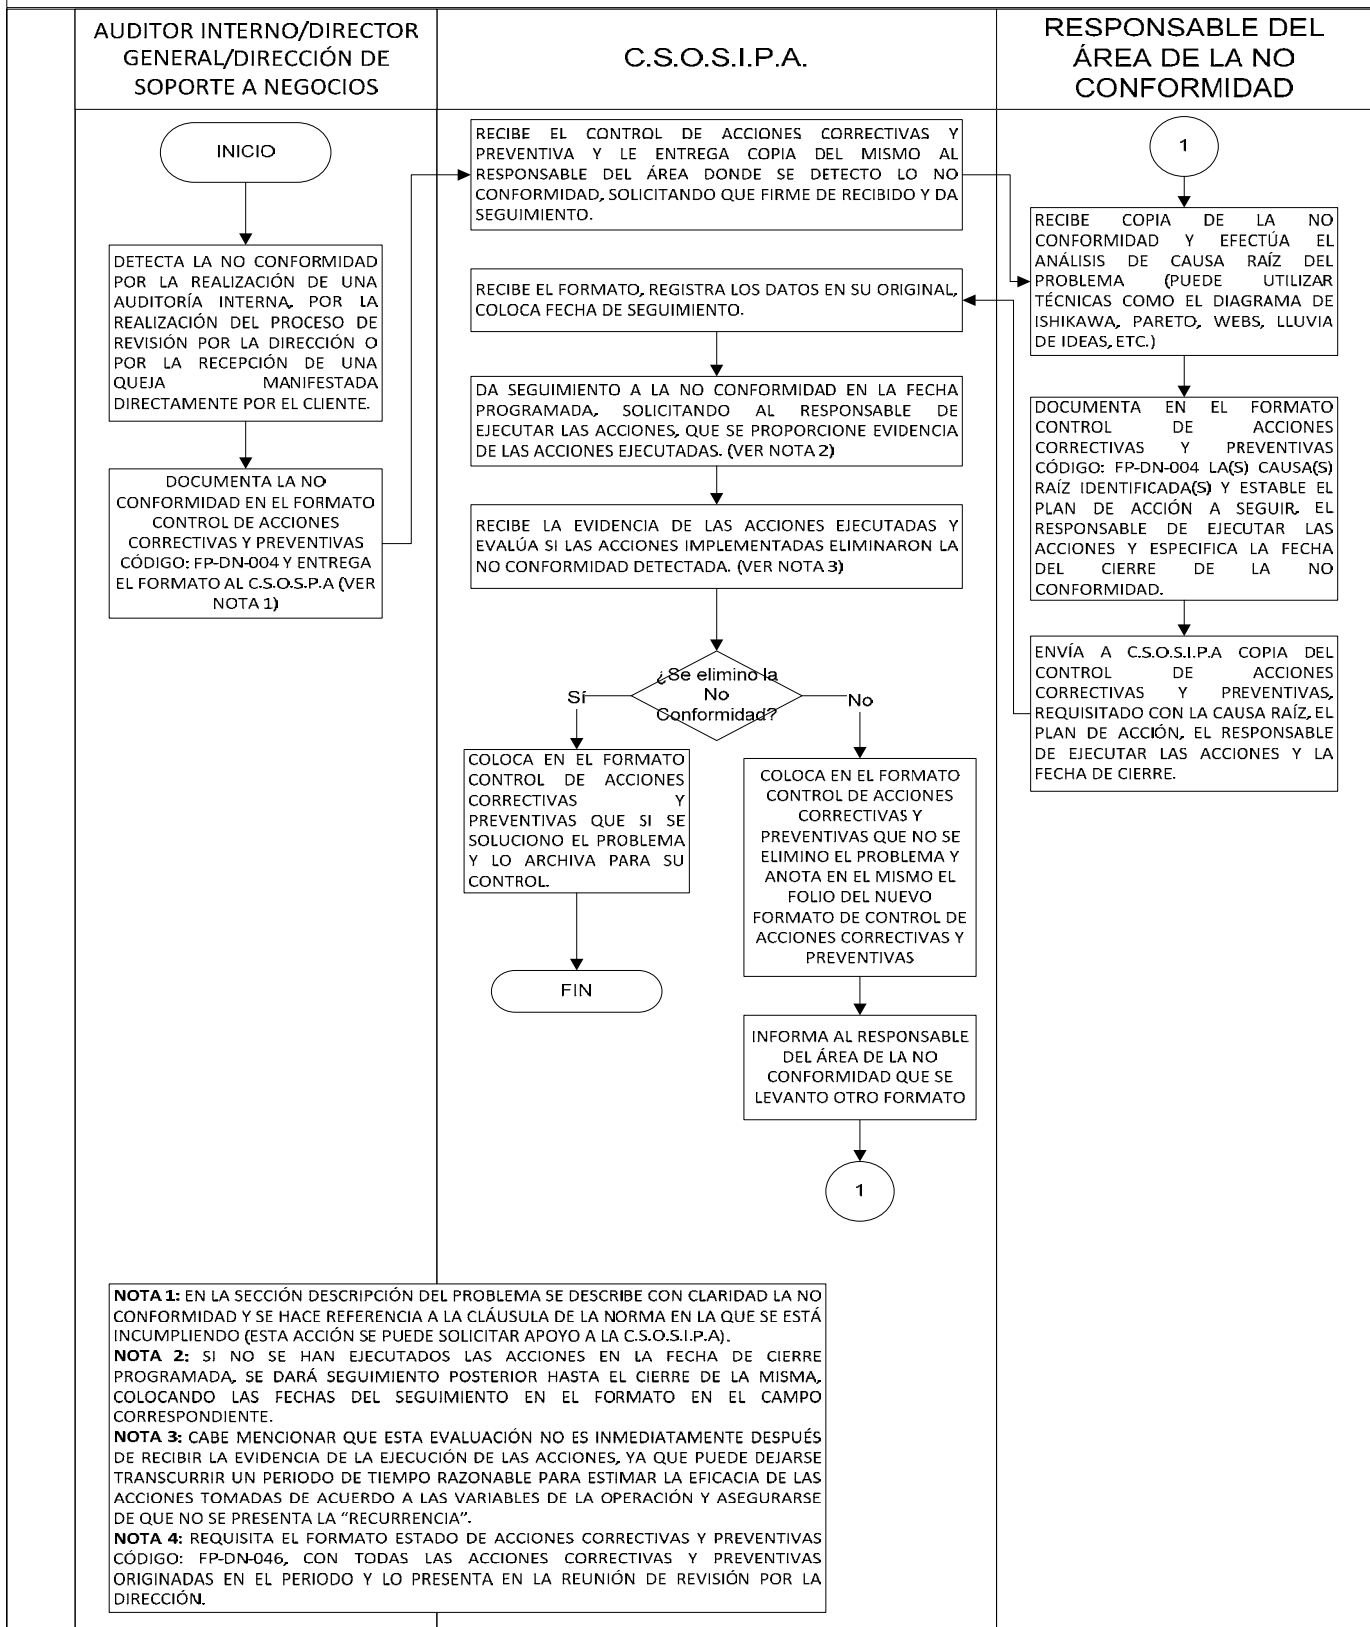 AUDITOR INTERNO/DIRECTOR
GENERAL/DIRECCIÓN DE
SOPORTE A NEGOCIOS
C.S.O.S.I.P.A.
RESPONSABLE DEL
ÁREA DE LA NO
CONFORMIDAD
INICIO
DETECTA LA NO CONFORMIDAD
POR LA REALIZACIÓN DE UNA
AUDITORÍA INTERNA, POR LA
REALIZACIÓN DEL PROCESO DE
REVISIÓN POR LA DIRECCIÓN O
POR LA RECEPCIÓN DE UNA
QUEJA MANIFESTADA
DIRECTAMENTE POR EL CLIENTE.
DOCUMENTA LA NO
CONFORMIDAD EN EL FORMATO
CONTROL DE ACCIONES
CORRECTIVAS Y PREVENTIVAS
CÓDIGO: FP-DN-004 Y ENTREGA
EL FORMATO AL C.S.O.S.P.A (VER
NOTA 1)
RECIBE EL CONTROL DE ACCIONES CORRECTIVAS Y
PREVENTIVA Y LE ENTREGA COPIA DEL MISMO AL
RESPONSABLE DEL ÁREA DONDE SE DETECTO LO NO
CONFORMIDAD, SOLICITANDO QUE FIRME DE RECIBIDO Y DA
SEGUIMIENTO.
RECIBE EL FORMATO, REGISTRA LOS DATOS EN SU ORIGINAL,
COLOCA FECHA DE SEGUIMIENTO.
DA SEGUIMIENTO A LA NO CONFORMIDAD EN LA FECHA
PROGRAMADA, SOLICITANDO AL RESPONSABLE DE
EJECUTAR LAS ACCIONES, QUE SE PROPORCIONE EVIDENCIA
DE LAS ACCIONES EJECUTADAS. (VER NOTA 2)
RECIBE LA EVIDENCIA DE LAS ACCIONES EJECUTADAS Y
EVALÚA SI LAS ACCIONES IMPLEMENTADAS ELIMINARON LA
NO CONFORMIDAD DETECTADA. (VER NOTA 3)
¿Se elimino la
No
Conformidad?
Sí
No
COLOCA EN EL FORMATO
CONTROL DE ACCIONES
CORRECTIVAS Y
PREVENTIVAS QUE SI SE
SOLUCIONO EL PROBLEMA
Y LO ARCHIVA PARA SU
CONTROL.
FIN
COLOCA EN EL FORMATO
CONTROL DE ACCIONES
CORRECTIVAS Y
PREVENTIVAS QUE NO SE
ELIMINO EL PROBLEMA Y
ANOTA EN EL MISMO EL
FOLIO DEL NUEVO
FORMATO DE CONTROL DE
ACCIONES CORRECTIVAS Y
PREVENTIVAS
INFORMA AL RESPONSABLE
DEL ÁREA DE LA NO
CONFORMIDAD QUE SE
LEVANTO OTRO FORMATO
1
1
RECIBE COPIA DE LA NO
CONFORMIDAD Y EFECTÚA EL
ANÁLISIS DE CAUSA RAÍZ DEL
PROBLEMA (PUEDE UTILIZAR
TÉCNICAS COMO EL DIAGRAMA DE
ISHIKAWA, PARETO, WEBS, LLUVIA
DE IDEAS, ETC.)
DOCUMENTA EN EL FORMATO
CONTROL DE ACCIONES
CORRECTIVAS Y PREVENTIVAS
CÓDIGO: FP-DN-004 LA(S) CAUSA(S)
RAÍZ IDENTIFICADA(S) Y ESTABLE EL
PLAN DE ACCIÓN A SEGUIR, EL
RESPONSABLE DE EJECUTAR LAS
ACCIONES Y ESPECIFICA LA FECHA
DEL CIERRE DE LA NO
CONFORMIDAD.
ENVÍA A C.S.O.S.I.P.A COPIA DEL
CONTROL DE ACCIONES
CORRECTIVAS Y PREVENTIVAS,
REQUISITADO CON LA CAUSA RAÍZ, EL
PLAN DE ACCIÓN, EL RESPONSABLE
DE EJECUTAR LAS ACCIONES Y LA
FECHA DE CIERRE.
NOTA 1: EN LA SECCIÓN DESCRIPCIÓN DEL PROBLEMA SE DESCRIBE CON CLARIDAD LA NO
CONFORMIDAD Y SE HACE REFERENCIA A LA CLÁUSULA DE LA NORMA EN LA QUE SE ESTÁ
INCUMPLIENDO (ESTA ACCIÓN SE PUEDE SOLICITAR APOYO A LA C.S.O.S.I.P.A).
NOTA 2: SI NO SE HAN EJECUTADOS LAS ACCIONES EN LA FECHA DE CIERRE
PROGRAMADA, SE DARÁ SEGUIMIENTO POSTERIOR HASTA EL CIERRE DE LA MISMA,
COLOCANDO LAS FECHAS DEL SEGUIMIENTO EN EL FORMATO EN EL CAMPO
CORRESPONDIENTE.
NOTA 3: CABE MENCIONAR QUE ESTA EVALUACIÓN NO ES INMEDIATAMENTE DESPUÉS
DE RECIBIR LA EVIDENCIA DE LA EJECUCIÓN DE LAS ACCIONES, YA QUE PUEDE DEJARSE
TRANSCURRIR UN PERIODO DE TIEMPO RAZONABLE PARA ESTIMAR LA EFICACIA DE LAS
ACCIONES TOMADAS DE ACUERDO A LAS VARIABLES DE LA OPERACIÓN Y ASEGURARSE
DE QUE NO SE PRESENTA LA “RECURRENCIA”.
NOTA 4: REQUISITA EL FORMATO ESTADO DE ACCIONES CORRECTIVAS Y PREVENTIVAS
CÓDIGO: FP-DN-046, CON TODAS LAS ACCIONES CORRECTIVAS Y PREVENTIVAS
ORIGINADAS EN EL PERIODO Y LO PRESENTA EN LA REUNIÓN DE REVISIÓN POR LA
DIRECCIÓN.